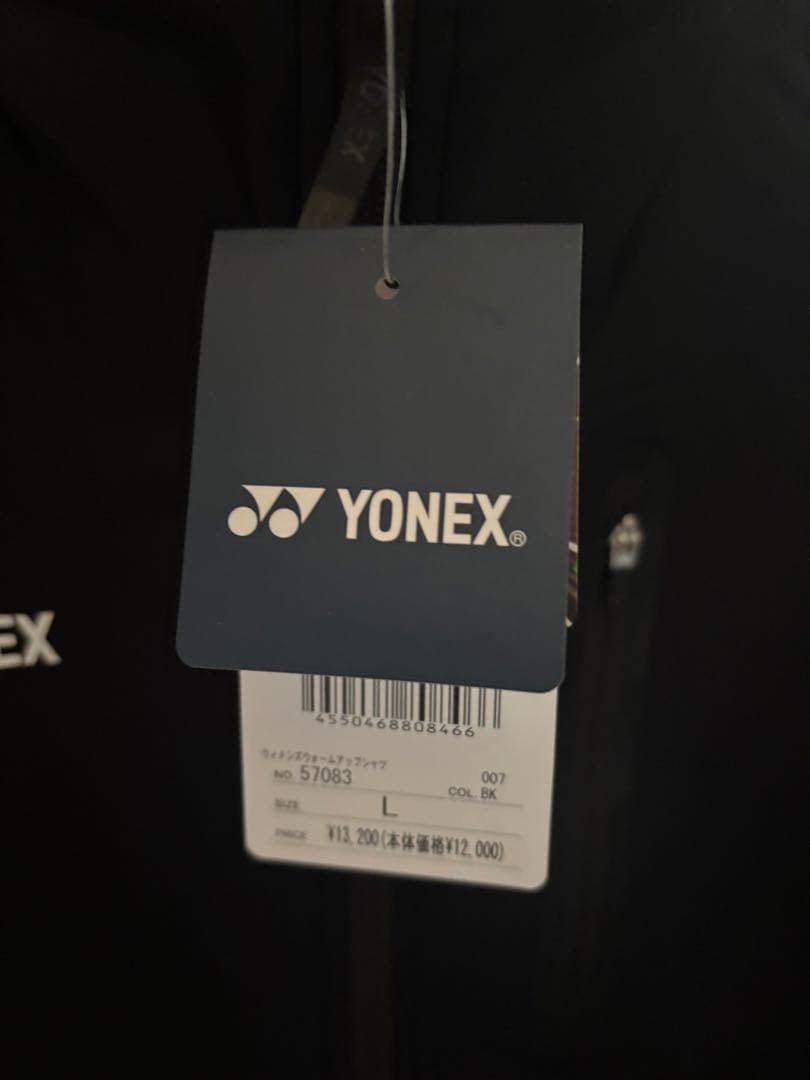 YONEX®
EX
4550468808466
ウィメンズウォームアップシャツ
NO. 57083
007
COL. BK
SIZE L
PRICE ¥13,200(本体価格¥12,000)